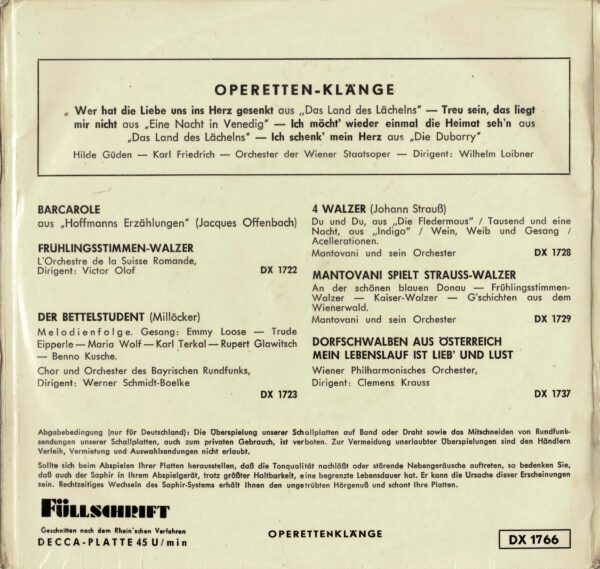 OPERETTEN-KLÄNGE
„Wer hat die Liebe uns ins Herz gesenkt aus „Das Land des Lächelns“ — Treu sein, das liegt
mir nicht aus „Eine Nacht in Venedig“ — Ich möcht' wieder einmal die Heimat seh'n aus
„Das Land des Lächelns“ — Ich schenk' mein Herz aus „Die Dubarry“
Hilde Güden — Karl Friedrich — Orchester der Wiener Staatsoper — Dirigent: Wilhelm Loibner
BARCAROLE
aus „Hoffmanns Erzählungen“ (Jacques Offenbach)
FRUHLINGSSTIMMEN-WALZER
L'Orchestre de la Suisse Romande,
Dirigent: Victor Olof DX 1722
DER BETTELSTUDENT (Millöcker)
Melodienfolge. Gesang: Emmy Loose — Trude
Eipperle — Maria Wolf — Karl Terkal — Rupert Glawitsch
— Benno Kusche.
Chor und Orchester des Bayrischen Rundfunks,
Dirigent: Werner Schmidt-Boelke
DX 1723
4 WALZER (Johann Strauß)
Du und Du, aus „Die Fledermaus“ / Tausend und eine
Nacht, aus „Indigo“ / Wein, Weib und Gesang /
Acellerationen.
Mantovani und sein Orchester DX 1728
MANTOVANI SPIELT STRAUSS-WALZER
An der schönen blauen Donau — Frühlingsstimmen-
Walzer — Kaiser-Walzer — G'schichten aus dem
Wienerwald.
Mantovani und sein Orchester DX 1729
DORFSCHWALBEN AUS ÖSTERREICH
MEIN LEBENSLAUF IST LIEB' UND LUST
Wiener Philharmonisches Orchester,
Dirigent: Clemens Krauss
DX 1737
Abgabebedingung (nur für Deutschland): Die Überspielung unserer Schallplatten auf Band oder Draht sowie das Mitschneiden von Rundfunk-
sendungen unserer Schallplatten, auch zum privaten Gebrauch, ist verboten. Zur Vermeidung unerlaubter Überspielungen sind den Händlern
Verleih, Vermietung und Auswahlsendungen nicht erlaubt.
Sollte sich beim Abspielen Ihrer Platten herausstellen, daß die Tonqualität nachläßt oder störende Nebengeräusche auftreten, so bedenken Sie,
daß auch der Saphir in Ihrem Abspielgerät, trotz größter Haltbarkeit, eine begrenzte Lebensdauer hat. Er kann die Ursache dieser Erscheinungen
sein. Rechtzeitiges Wechseln des Saphir-Systems erhält Ihnen den ungetrübten Hörgenuß und schont Ihre Platten.
FÜLLSCHRIFT
Geschnitten nach dem Rhein'schen Verfahren
DECCA-PLATTE 45 U/min
OPERETTENKLÄNGE
DX 1766